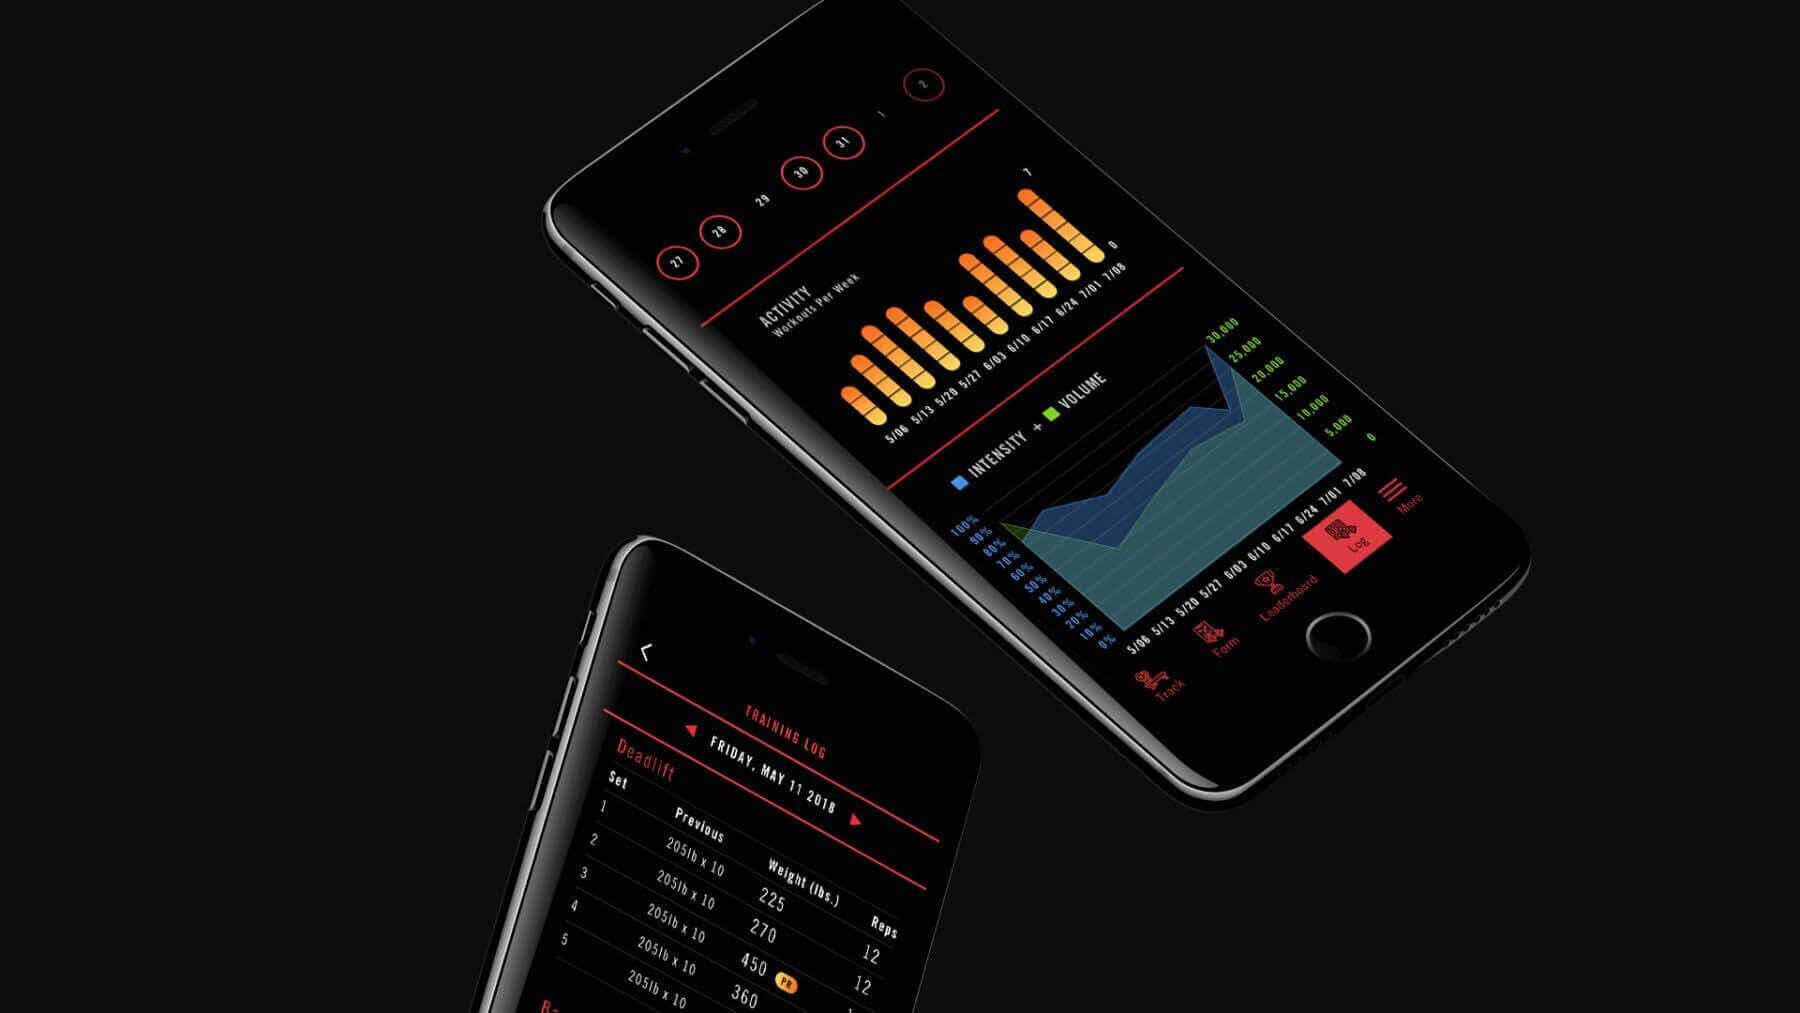 27 28 29 30 31 1 2
ACTIVITY
Workouts Per Week
7
0
5/06 5/13 5/20 5/27 6/03 6/10 6/17 6/24 7/01 7/08
INTENSITY + VOLUME
100%
90%
80%
70%
60%
50%
40%
30%
20%
10%
0%
30,000
25,000
20,000
15,000
10,000
5,000
0
5/06 5/13 5/20 5/27 6/03 6/10 6/17 6/24 7/01 7/08
Track Form Leaderboard Log More
TRAINING LOG
FRIDAY, MAY 11 2018
Deadlift
Set Previous Weight (lbs.) Reps
1 205lb x 10 225 12
2 205lb x 10 270 12
3 205lb x 10 450 PR
4 205lb x 10 360
5 205lb x 10